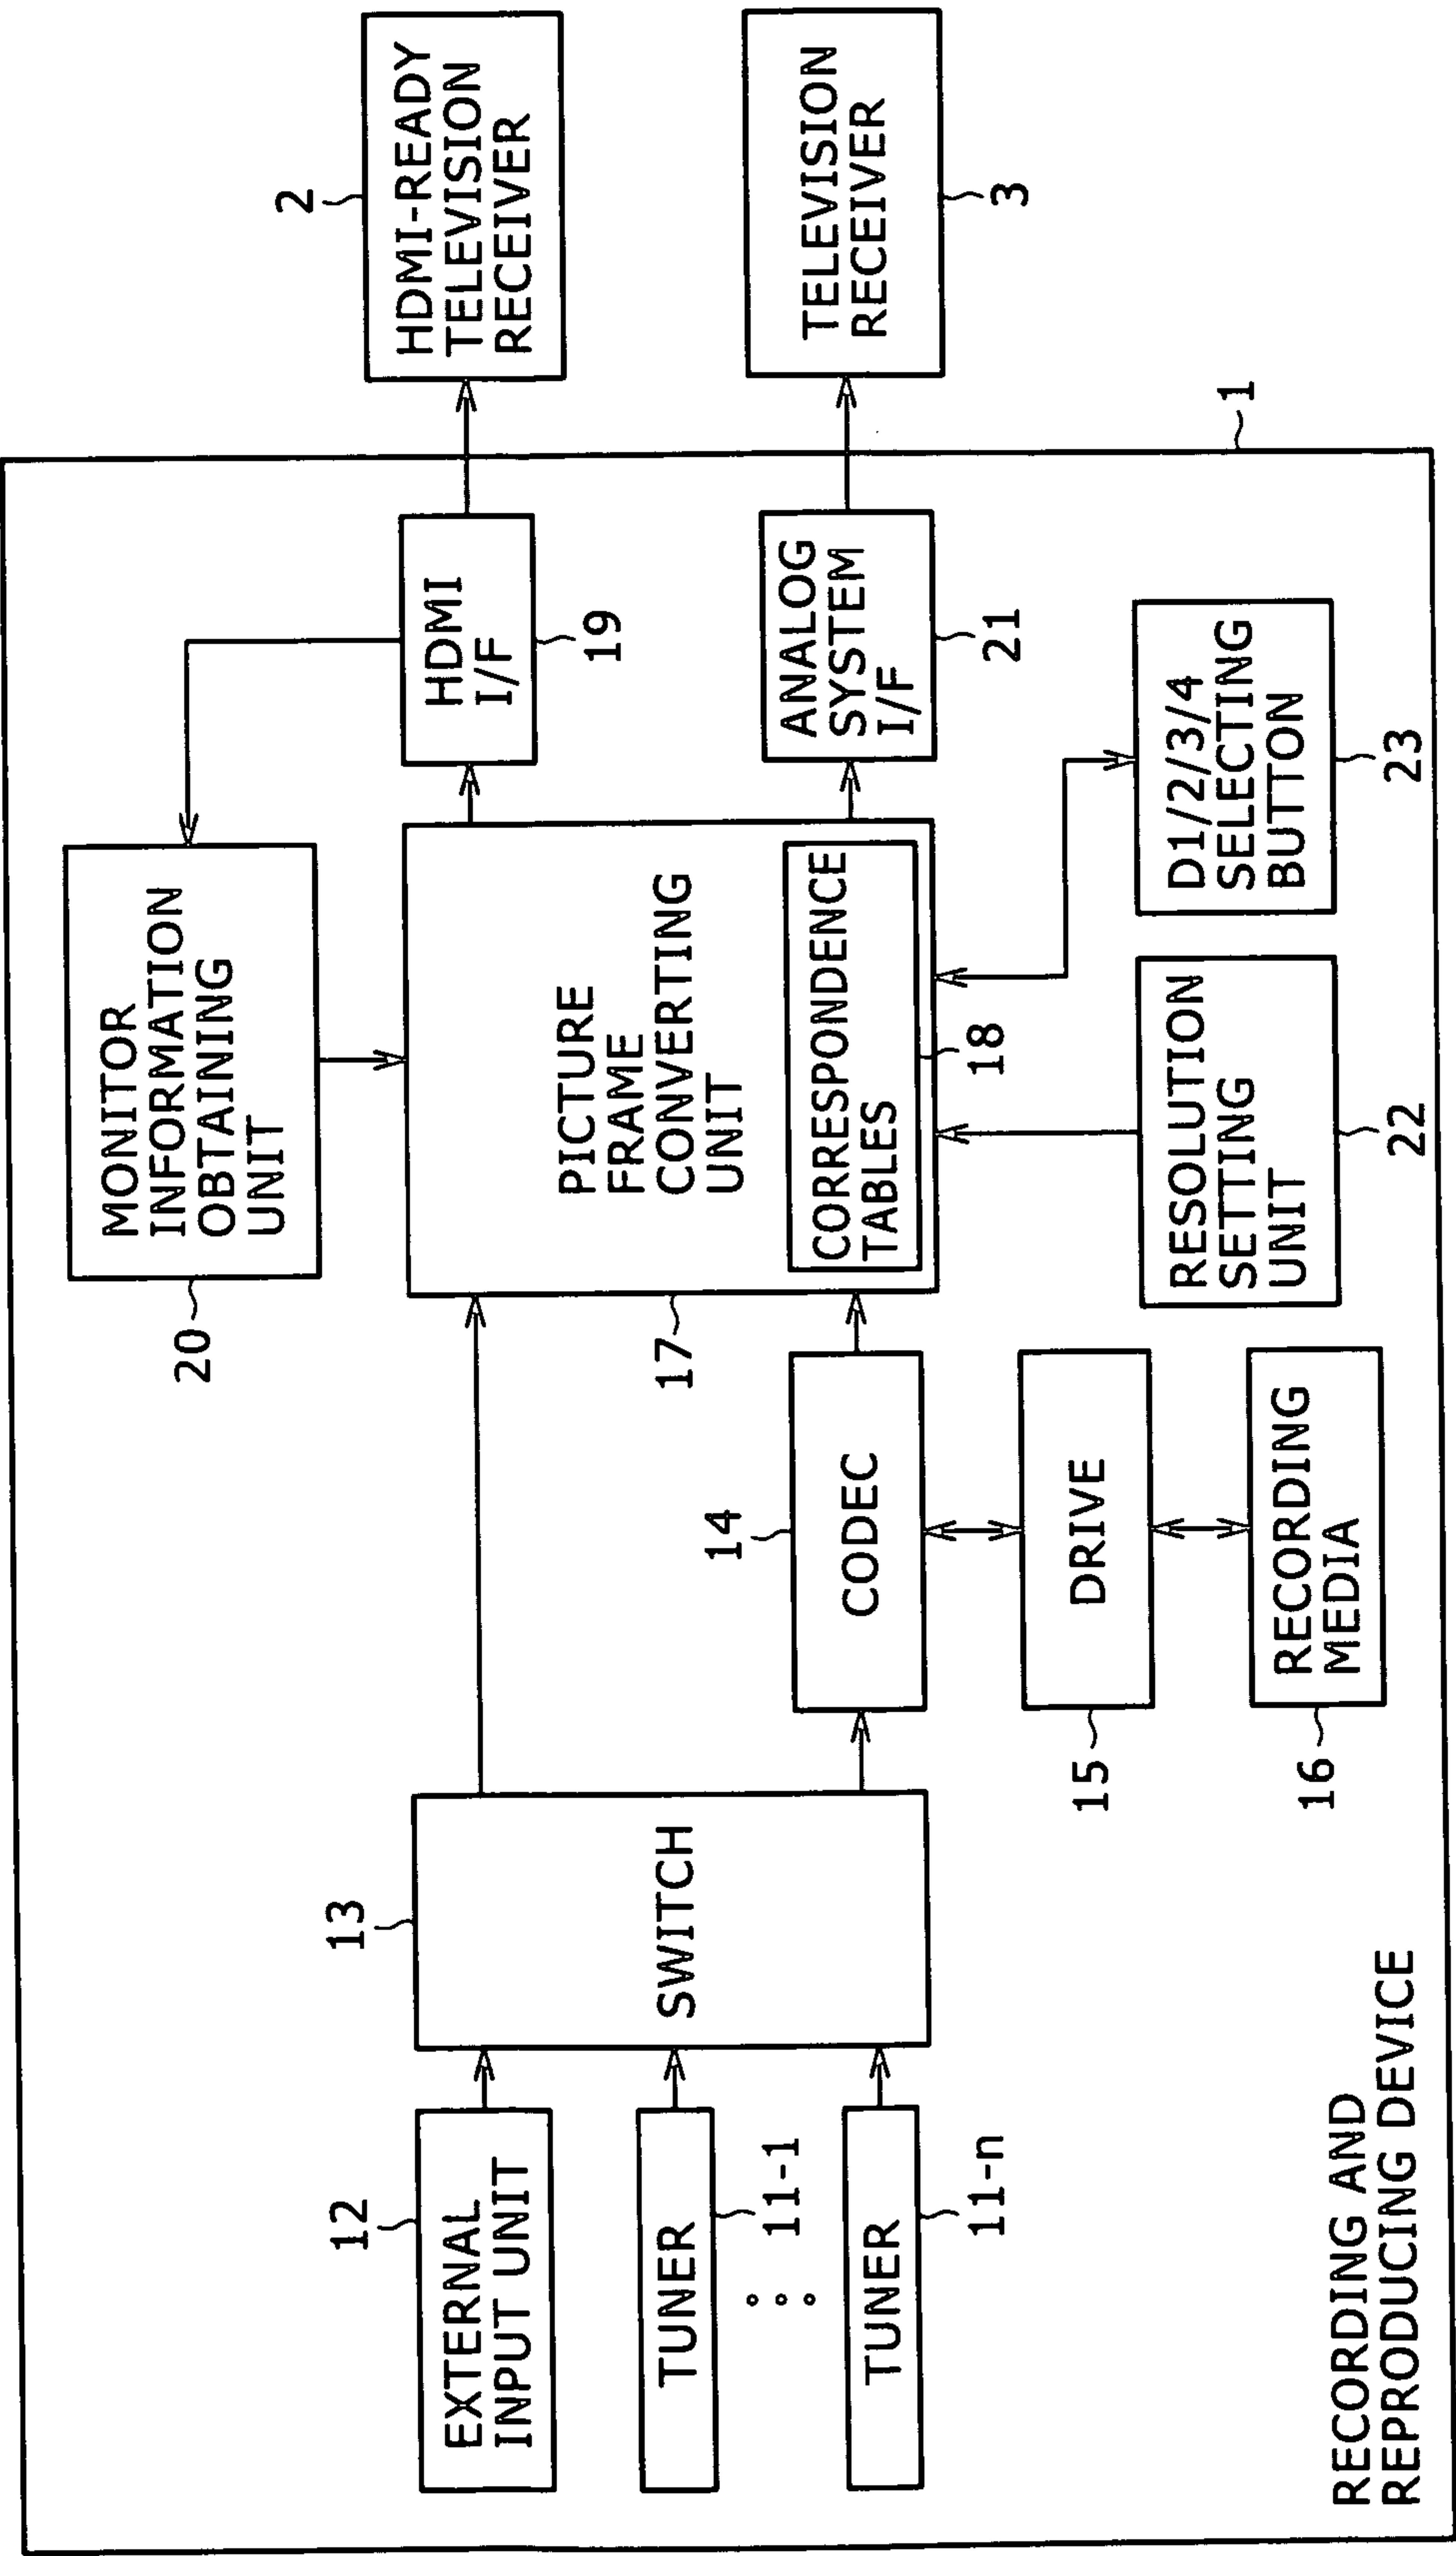 2
HDMI-READY
TELEVISION
RECEIVER
TELEVISION
RECEIVER
3
1
HDMI
I/F
19
ANALOG
SYSTEM
I/F
21
MONITOR
INFORMATION
OBTAINING
UNIT
20
PICTURE
FRAME
CONVERTING
UNIT
17
CORRESPONDENCE
TABLES
18
D1/2/3/4
SELECTING
BUTTON
23
RESOLUTION
SETTING
UNIT
22
14
CODEC
DRIVE
15
RECORDING
MEDIA
16
13
SWITCH
12
EXTERNAL
INPUT UNIT
TUNER
11-1
TUNER
11-n
RECORDING AND
REPRODUCING DEVICE